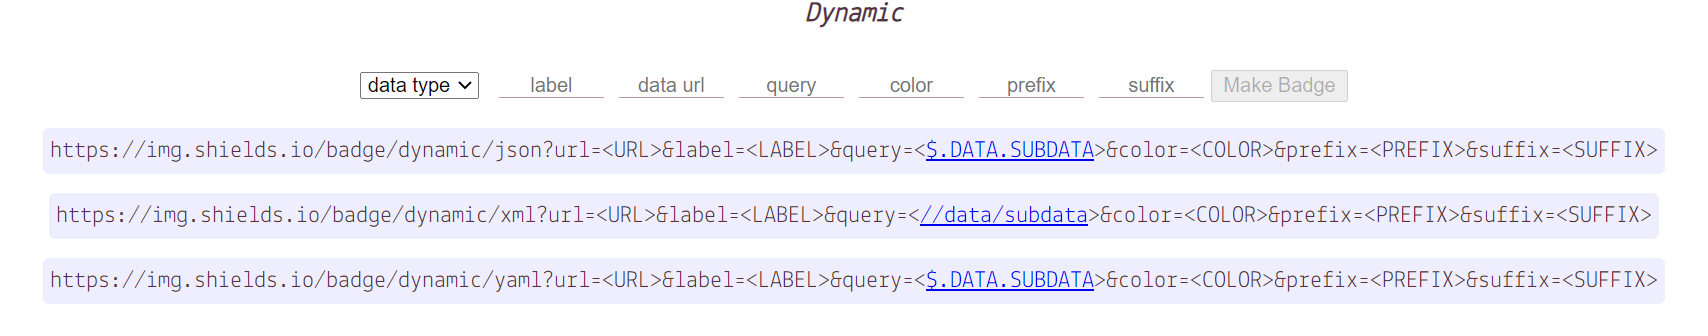 Dynamic
data type label data url query color prefix suffix Make Badge
https://img.shields.io/badge/dynamic/json?url=<URL>&label=<LABEL>&query=<$.DATA.SUBDATA>&color=<COLOR>&prefix=<PREFIX>&suffix=<SUFFIX>
https://img.shields.io/badge/dynamic/xml?url=<URL>&label=<LABEL>&query=<//data/subdata>&color=<COLOR>&prefix=<PREFIX>&suffix=<SUFFIX>
https://img.shields.io/badge/dynamic/yaml?url=<URL>&label=<LABEL>&query=<$.DATA.SUBDATA>&color=<COLOR>&prefix=<PREFIX>&suffix=<SUFFIX>